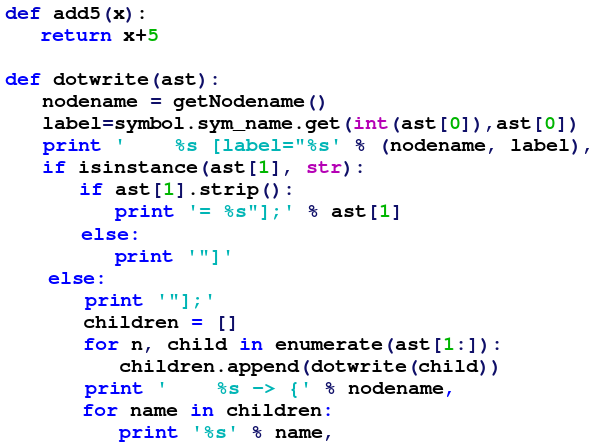 def add5(x):
   return x+5

def dotwrite(ast):
   nodename = getNodename()
   label=symbol.sym_name.get(int(ast[0]),ast[0])
   print '    %s [label="%s' % (nodename, label),
   if isinstance(ast[1], str):
      if ast[1].strip():
         print '= %s"];' % ast[1]
      else:
         print '"]'
   else:
      print '"];'
      children = []
      for n, child in enumerate(ast[1:]):
         children.append(dotwrite(child))
      print '    %s -> {' % nodename,
      for name in children:
         print '%s' % name,